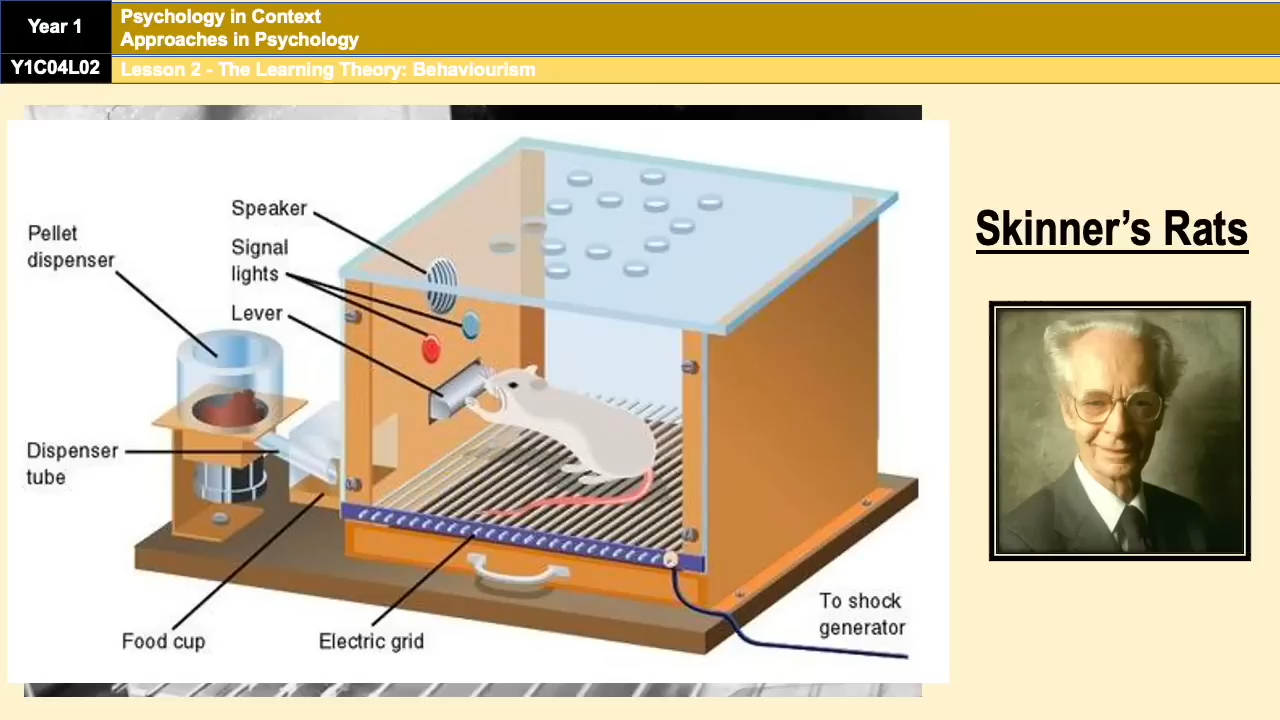 Year 1
Psychology in Context
Approaches in Psychology
Y1C04L02
Lesson 2 - The Learning Theory: Behaviourism
Skinner's Rats
Speaker
Signal
lights
Lever
Pellet
dispenser
Dispenser
tube
Food cup
Electric grid
To shock
generator